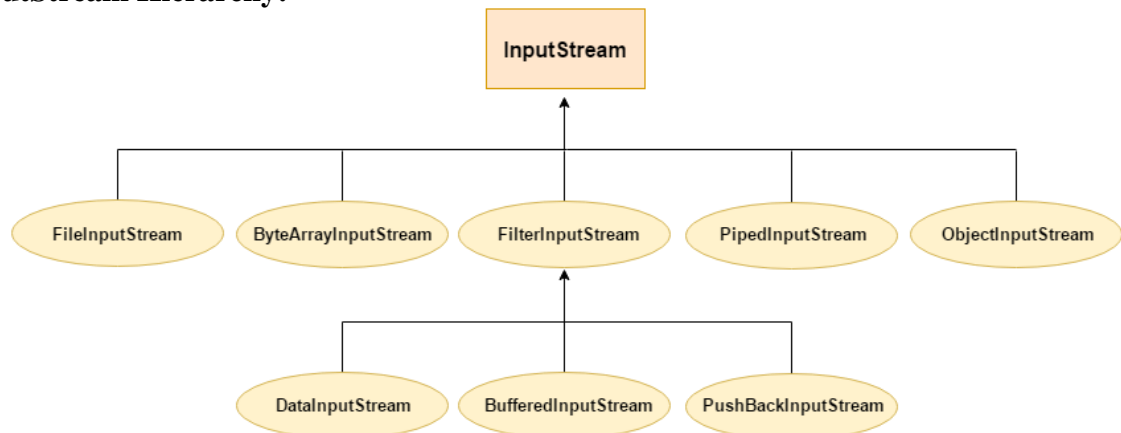 InputStream
FileInputStream ByteArrayInputStream FilterInputStream PipedInputStream ObjectInputStream
DataInputStream BufferedInputStream PushBackInputStream